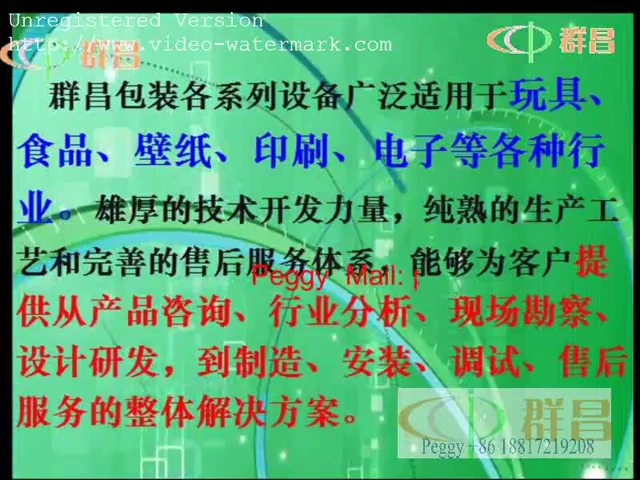 Unregistered Version
http://www.video-watermark.com
群昌
群昌
群昌包装各系列设备广泛适用于玩具、
食品、壁纸、印刷、电子等各种行
业。雄厚的技术开发力量，纯熟的生产工
艺和完善的售后服务体系，能够为客户提
Peggy Mail: p
供从产品咨询、行业分析、现场勘察、
设计研发，到制造、安装、调试、售后
服务的整体解决方案。
群昌
Peggy +86 18817219208